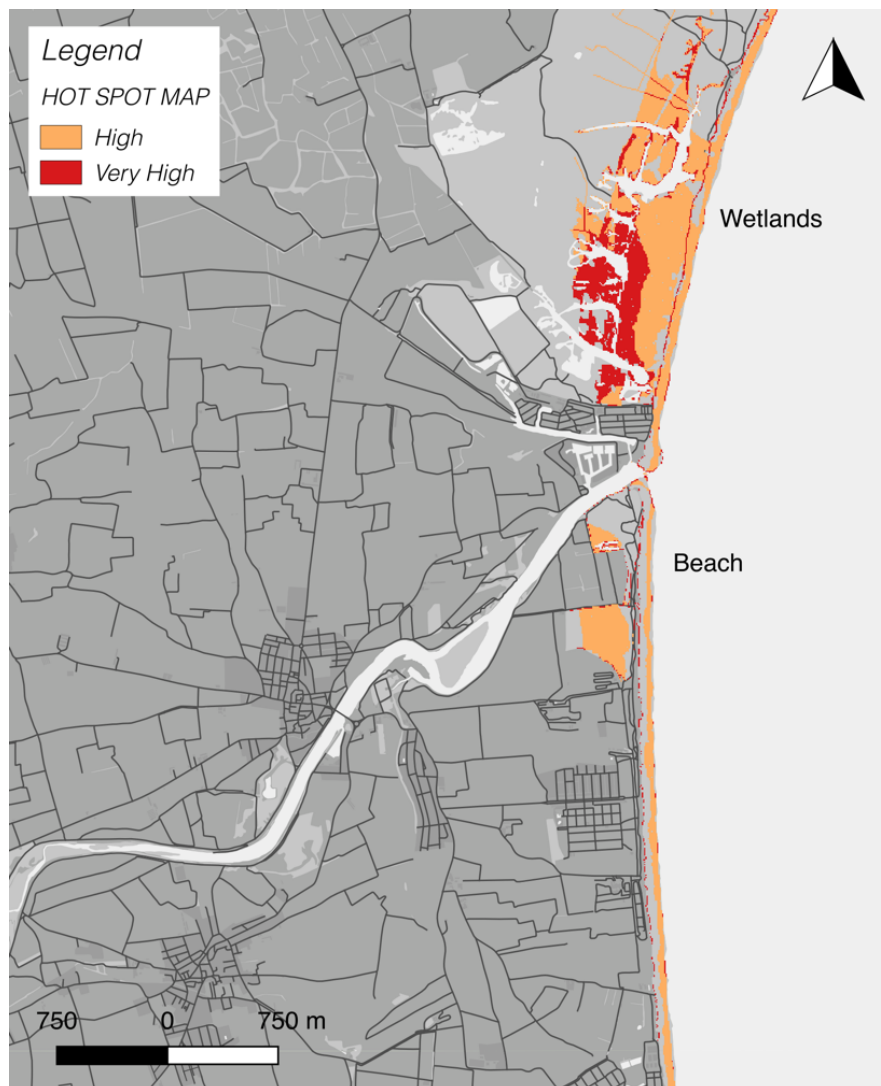 Legend
HOT SPOT MAP
High
Very High
Wetlands
Beach
750 0 750 m